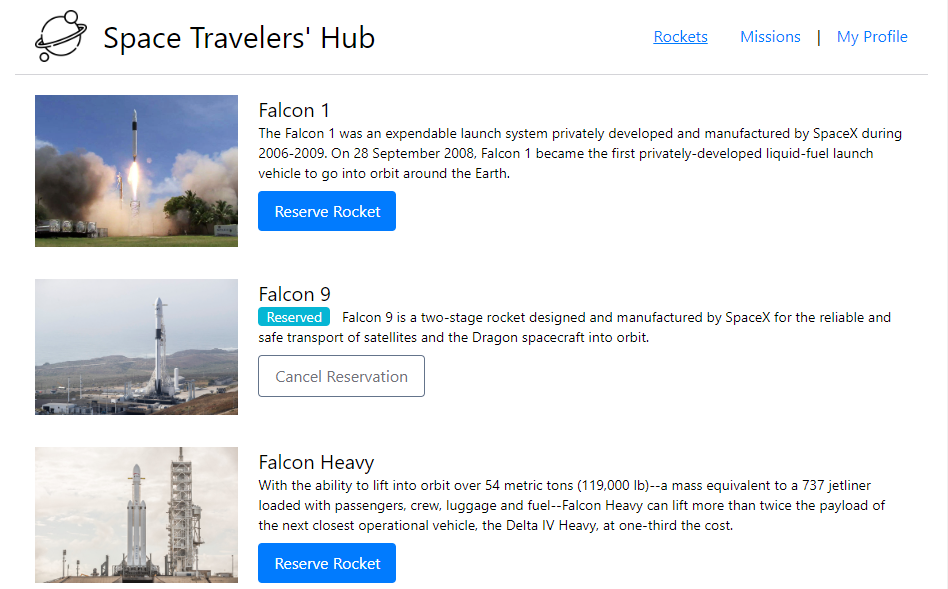 Space Travelers' Hub
Rockets Missions | My Profile
Falcon 1
The Falcon 1 was an expendable launch system privately developed and manufactured by SpaceX during
2006-2009. On 28 September 2008, Falcon 1 became the first privately-developed liquid-fuel launch
vehicle to go into orbit around the Earth.
Reserve Rocket
Falcon 9
Reserved Falcon 9 is a two-stage rocket designed and manufactured by SpaceX for the reliable and
safe transport of satellites and the Dragon spacecraft into orbit.
Cancel Reservation
Falcon Heavy
With the ability to lift into orbit over 54 metric tons (119,000 lb)--a mass equivalent to a 737 jetliner
loaded with passengers, crew, luggage and fuel--Falcon Heavy can lift more than twice the payload of
the next closest operational vehicle, the Delta IV Heavy, at one-third the cost.
Reserve Rocket